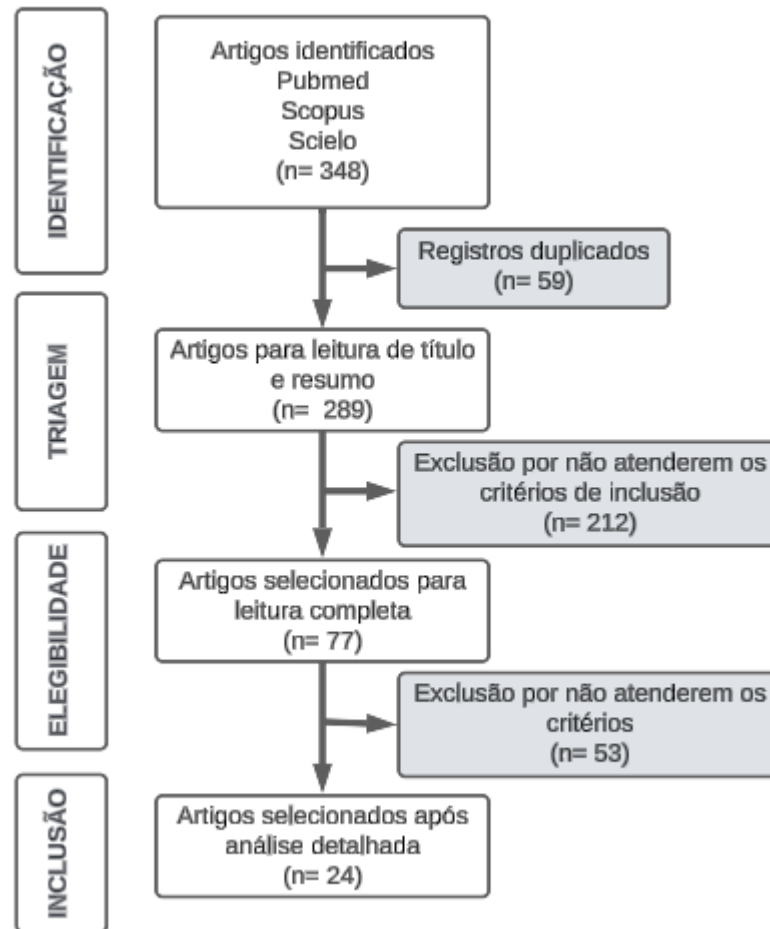 IDENTIFICAÇÃO
Artigos identificados
Pubmed
Scopus
Scielo
(n= 348)
Registros duplicados
(n= 59)
TRIAGEM
Artigos para leitura de título
e resumo
(n= 289)
Exclusão por não atenderem os
critérios de inclusão
(n= 212)
ELEGIBILIDADE
Artigos selecionados para
leitura completa
(n= 77)
Exclusão por não atenderem os
critérios
(n= 53)
INCLUSÃO
Artigos selecionados após
análise detalhada
(n= 24)